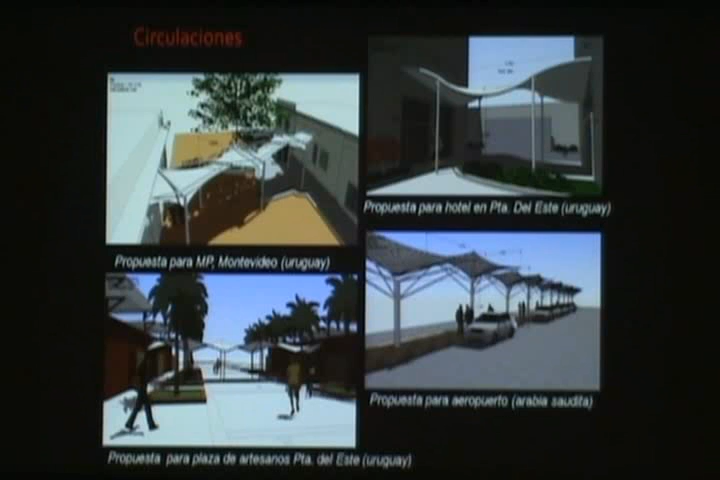 Circulaciones
Propuesta para hotel en Pta. Del Este (uruguay)
Propuesta para MP, Montevideo (uruguay)
Propuesta para aeropuerto (arabia saudita)
Propuesta para plaza de artesanos Pta. del Este (uruguay)